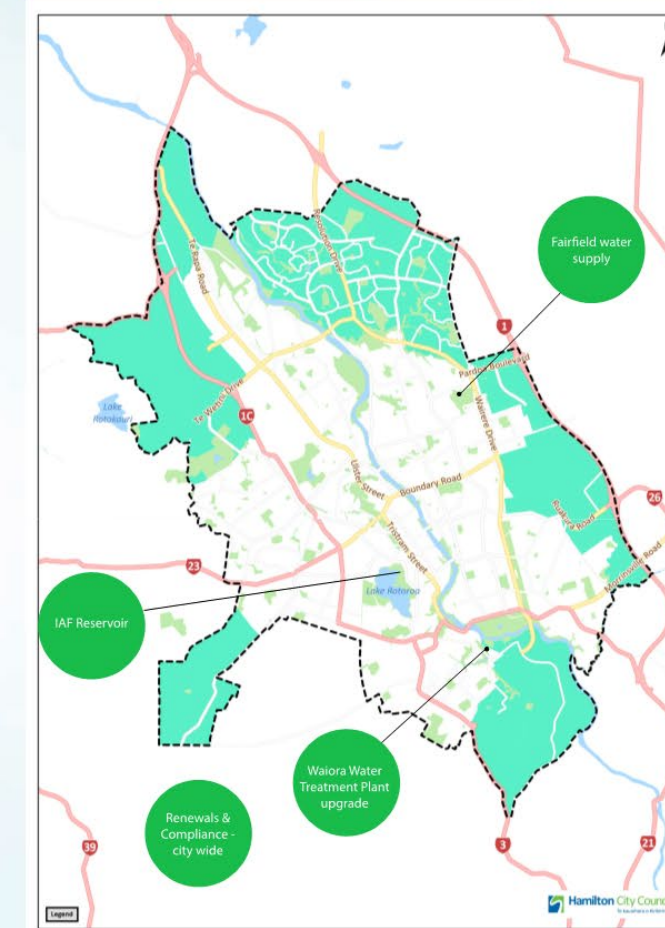 Resolution Drive
Te Rapa Road
Fairfield water
supply
1
Pardoa Boulevard
Lake
Rotokauri
Te Wetini Drive
1C
Wairere Drive
Ulster Street
Boundary Road
26
Ruakura Road
Tristram Street
Morrinsville Road
23
IAF Reservoir
Lake Rotoroa
Waiora Water
Treatment Plant
upgrade
Renewals &
Compliance -
city wide
39
3
21
Legend
Hamilton City Counc